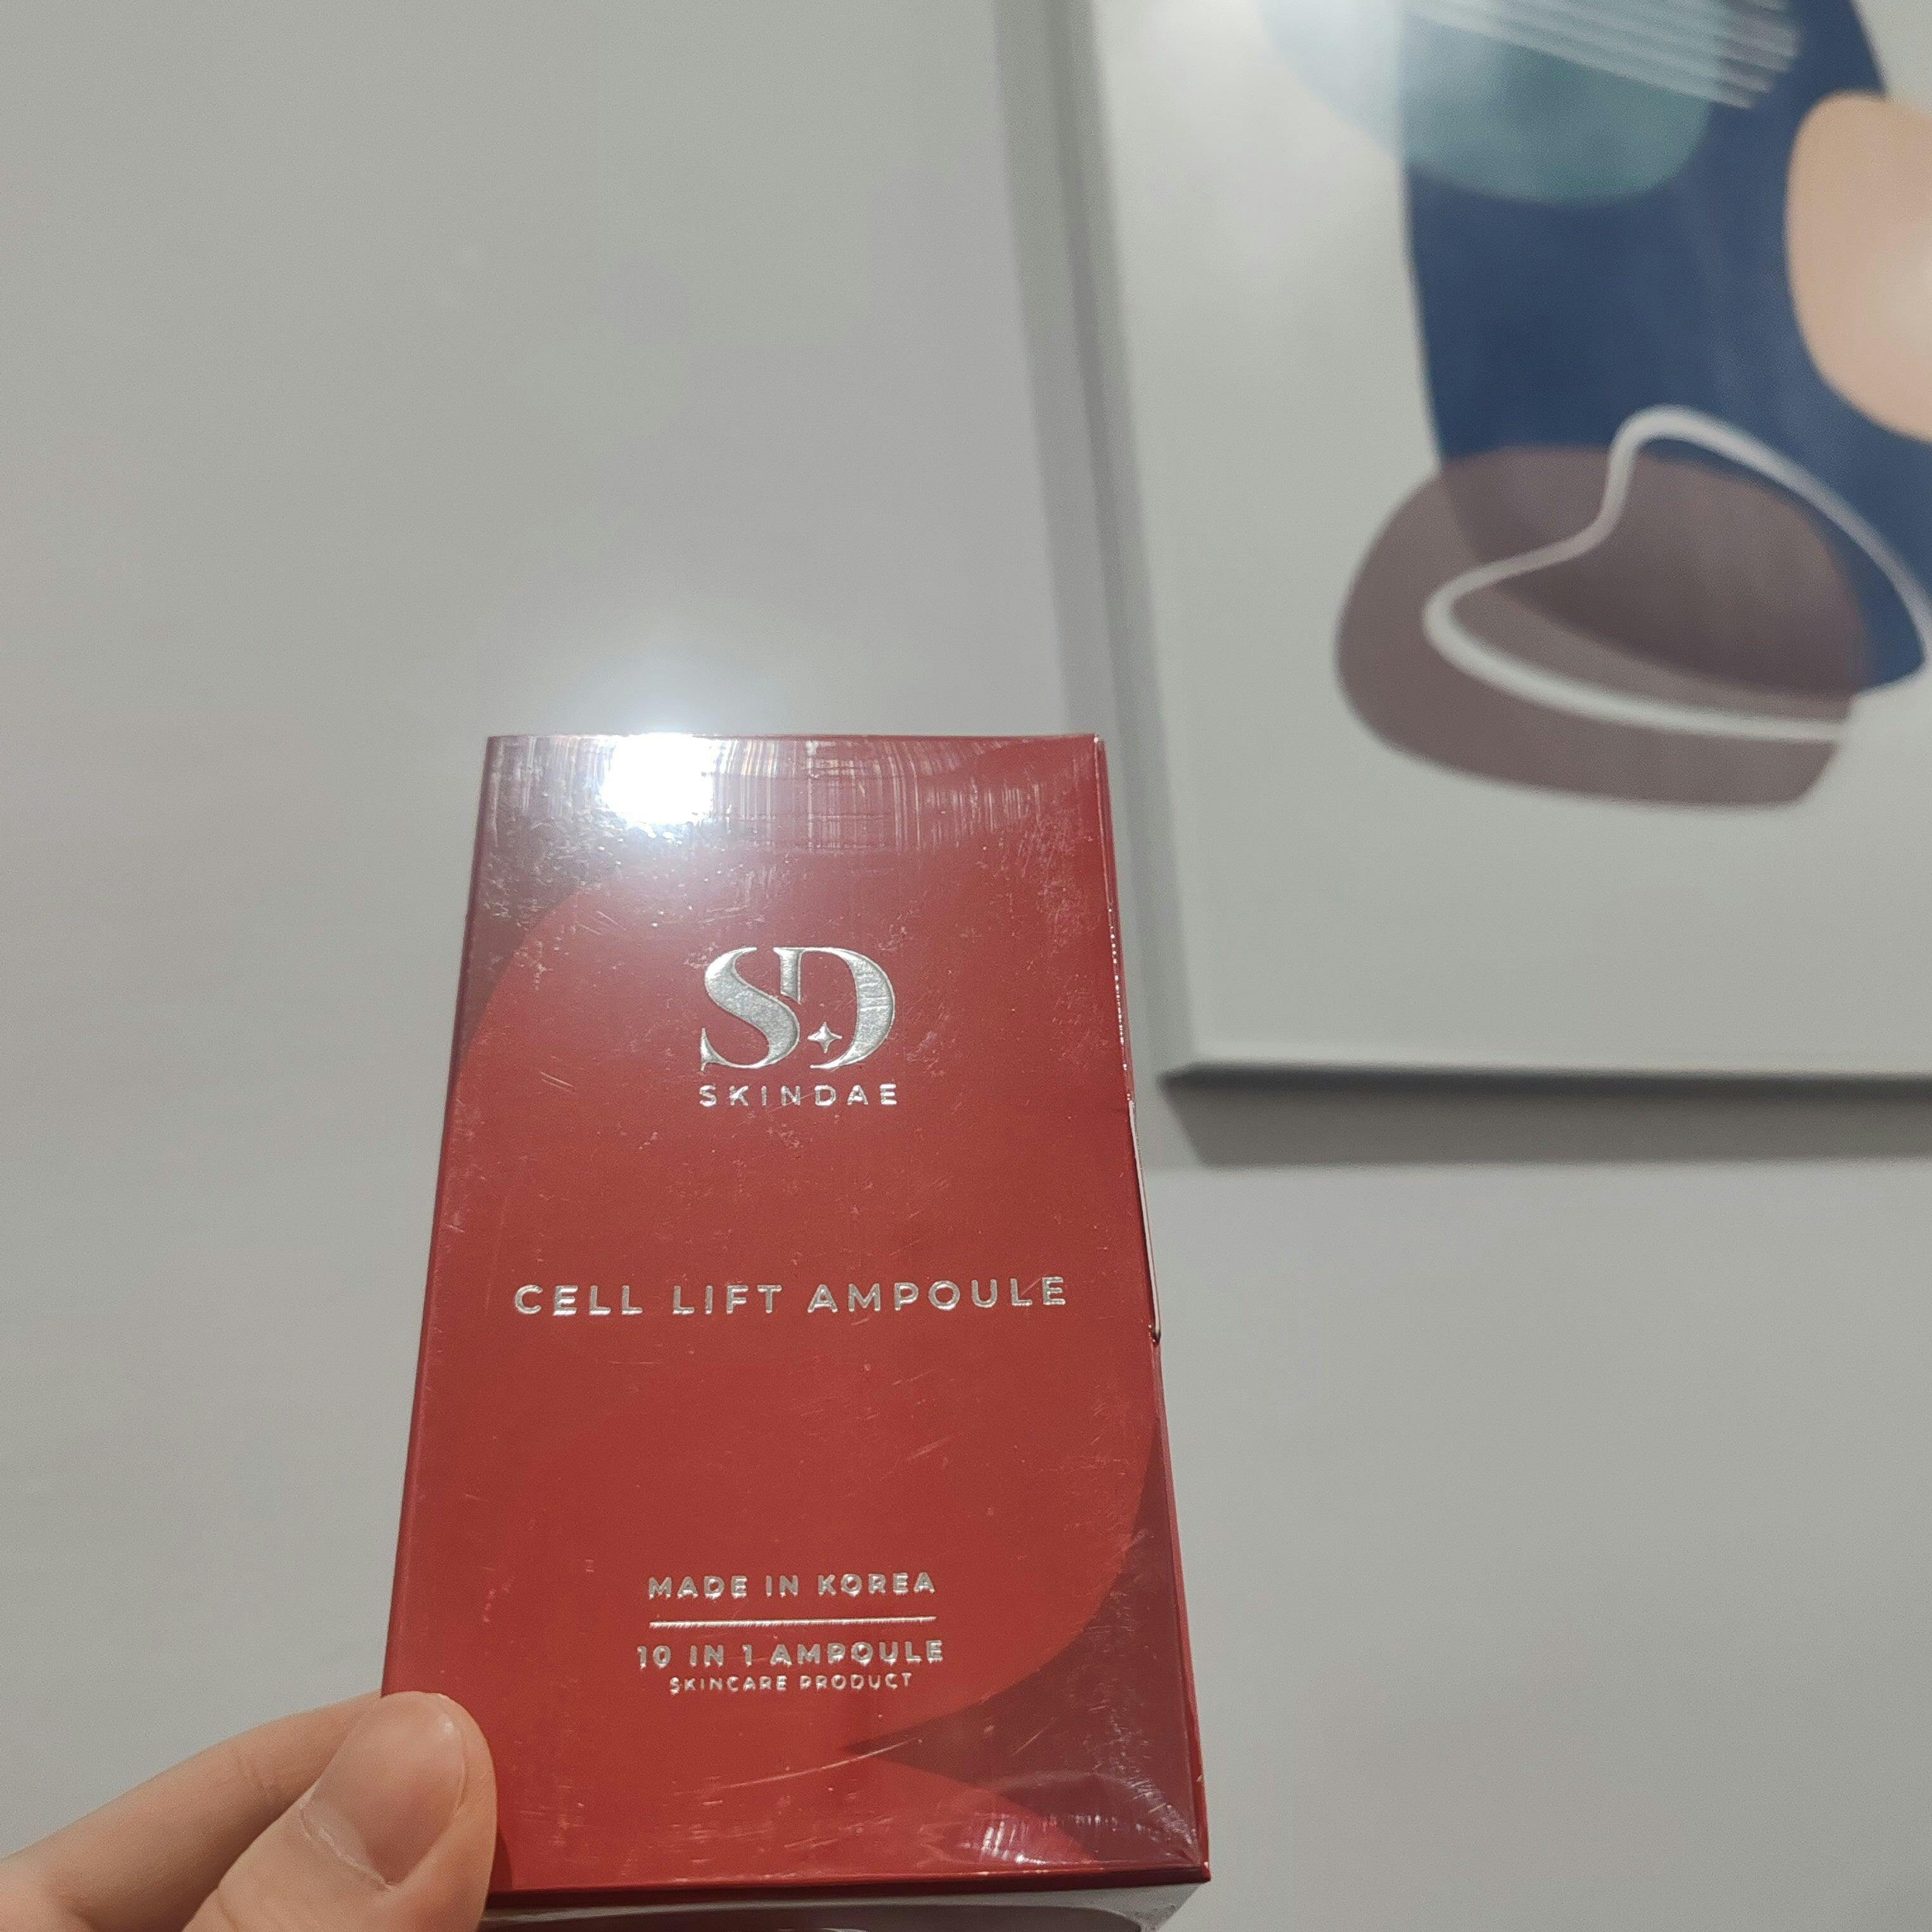 SD
SKINDAE
CELL LIFT AMPOULE
MADE IN KOREA
10 IN 1 AMPOULE
SKINCARE PRODUCT